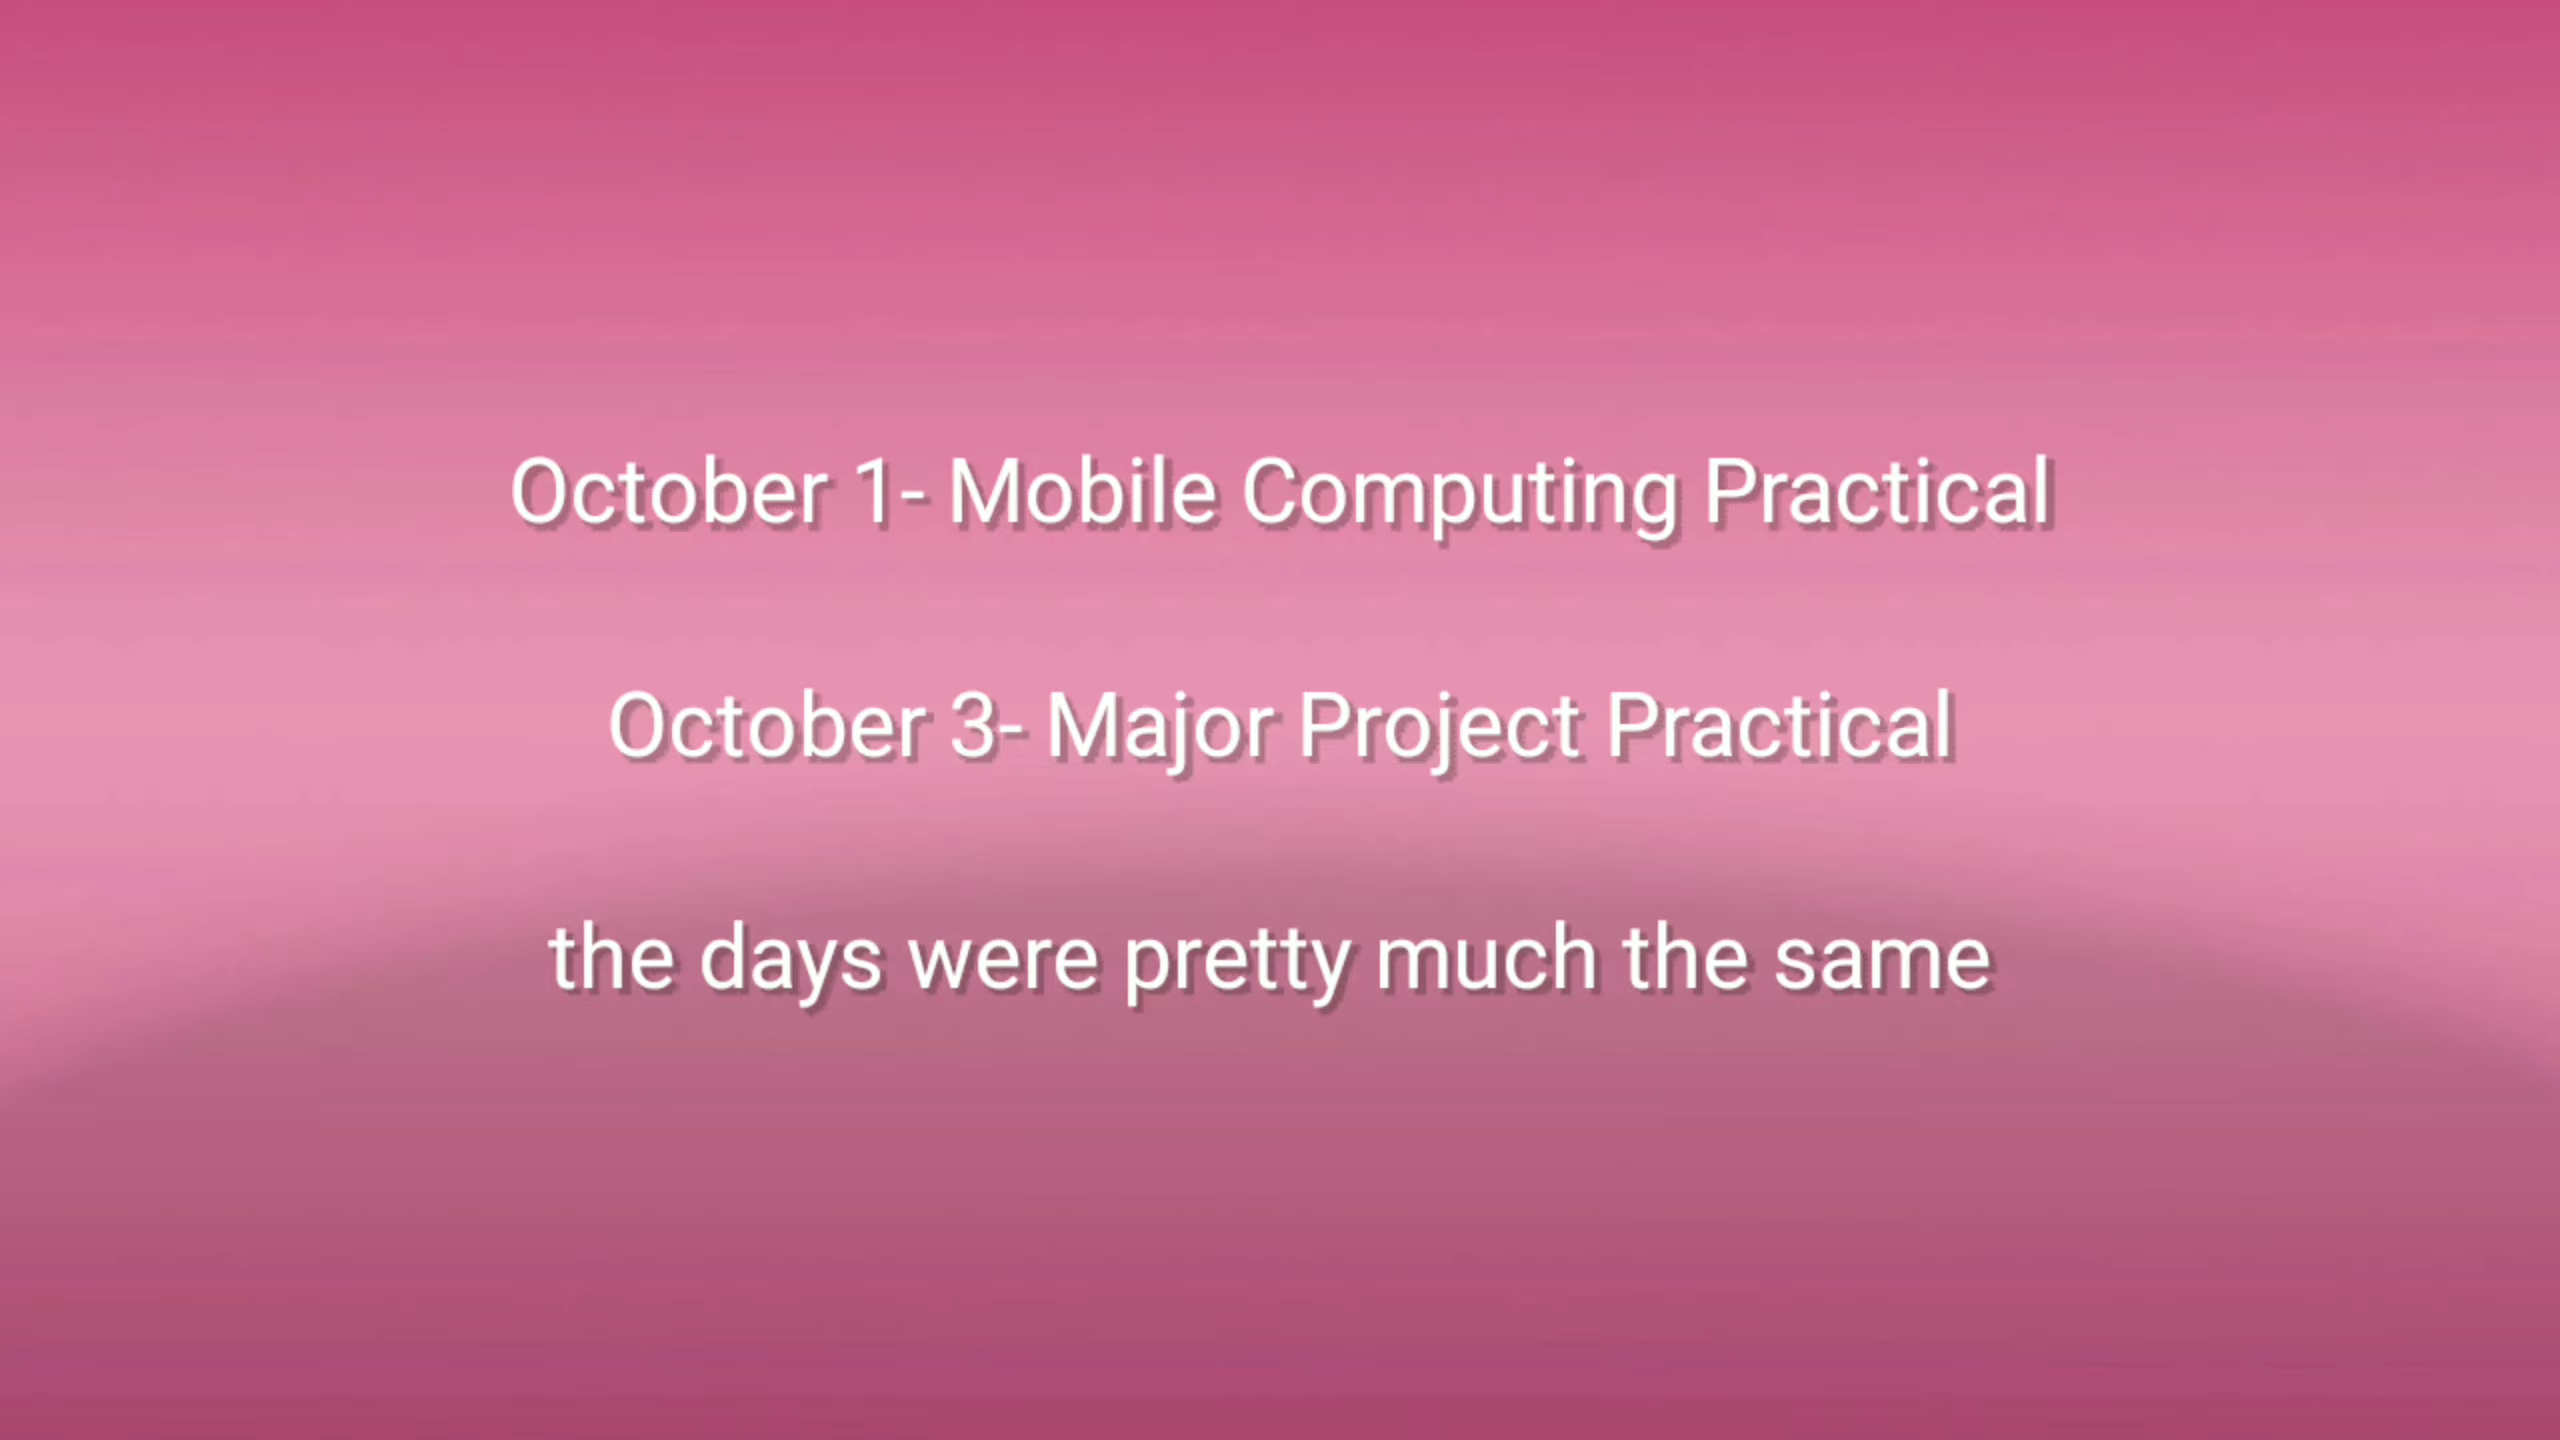 October 1- Mobile Computing Practical
October 3- Major Project Practical
the days were pretty much the same